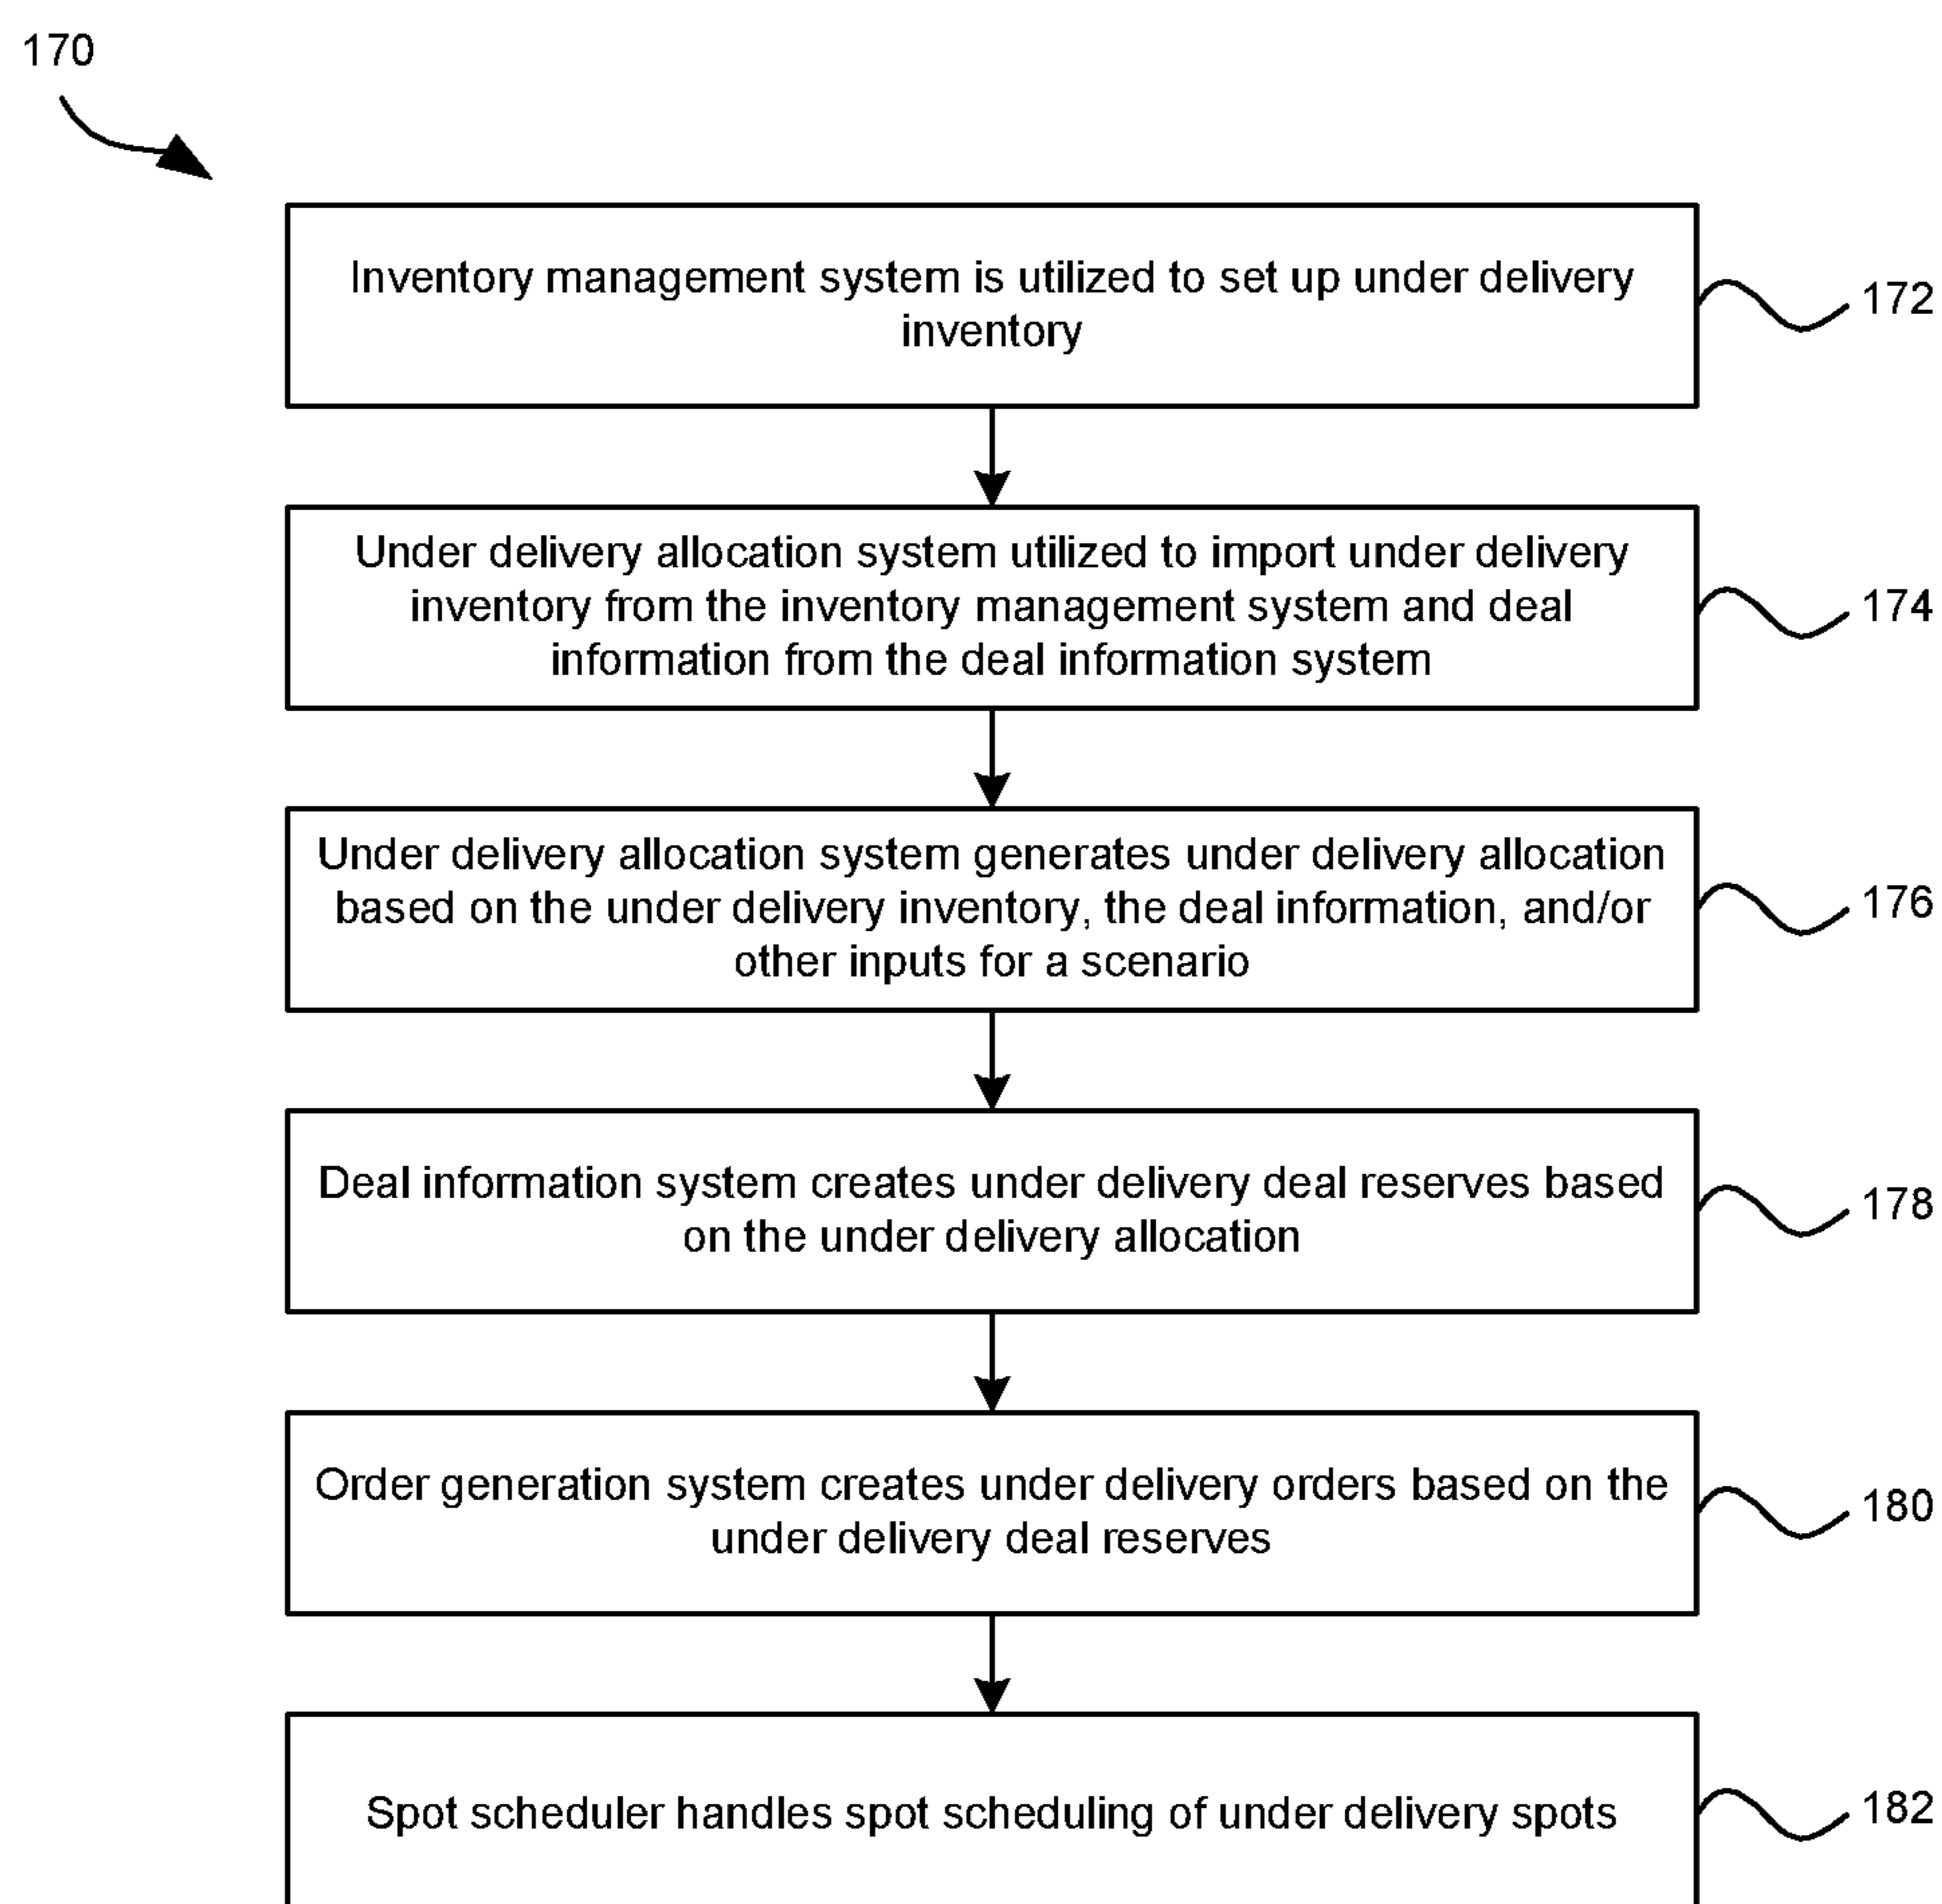 170
Inventory management system is utilized to set up under delivery
inventory
172
Under delivery allocation system utilized to import under delivery
inventory from the inventory management system and deal
information from the deal information system
174
Under delivery allocation system generates under delivery allocation
based on the under delivery inventory, the deal information, and/or
other inputs for a scenario
176
Deal information system creates under delivery deal reserves based
on the under delivery allocation
178
Order generation system creates under delivery orders based on the
under delivery deal reserves
180
Spot scheduler handles spot scheduling of under delivery spots
182